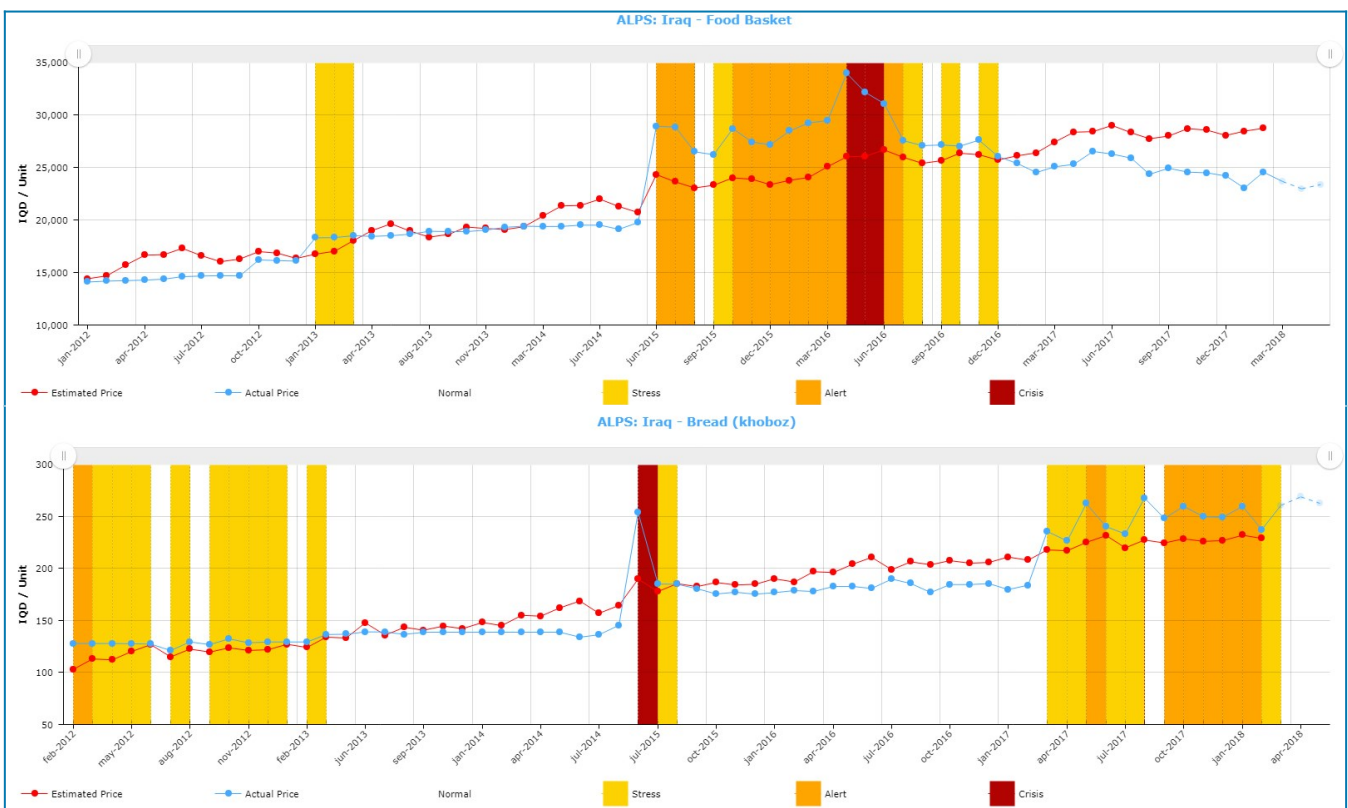 ALPS: Iraq - Food Basket
35,000
30,000
25,000
20,000
15,000
10,000
IQD / Unit
jan-2012
apr-2012
jul-2012
oct-2012
jan-2013
apr-2013
aug-2013
nov-2013
mar-2014
jun-2014
jun-2015
sep-2015
dec-2015
mar-2016
jun-2016
sep-2016
dec-2016
mar-2017
jun-2017
sep-2017
dec-2017
mar-2018
Estimated Price Actual Price Normal Stress Alert Crisis
ALPS: Iraq - Bread (khoboz)
300
250
200
150
100
50
IQD / Unit
feb-2012
may-2012
aug-2012
nov-2012
feb-2013
jun-2013
sep-2013
dec-2013
apr-2014
jul-2014
jul-2015
oct-2015
jan-2016
apr-2016
jul-2016
oct-2016
jan-2017
apr-2017
jul-2017
oct-2017
jan-2018
apr-2018
Estimated Price Actual Price Normal Stress Alert Crisis